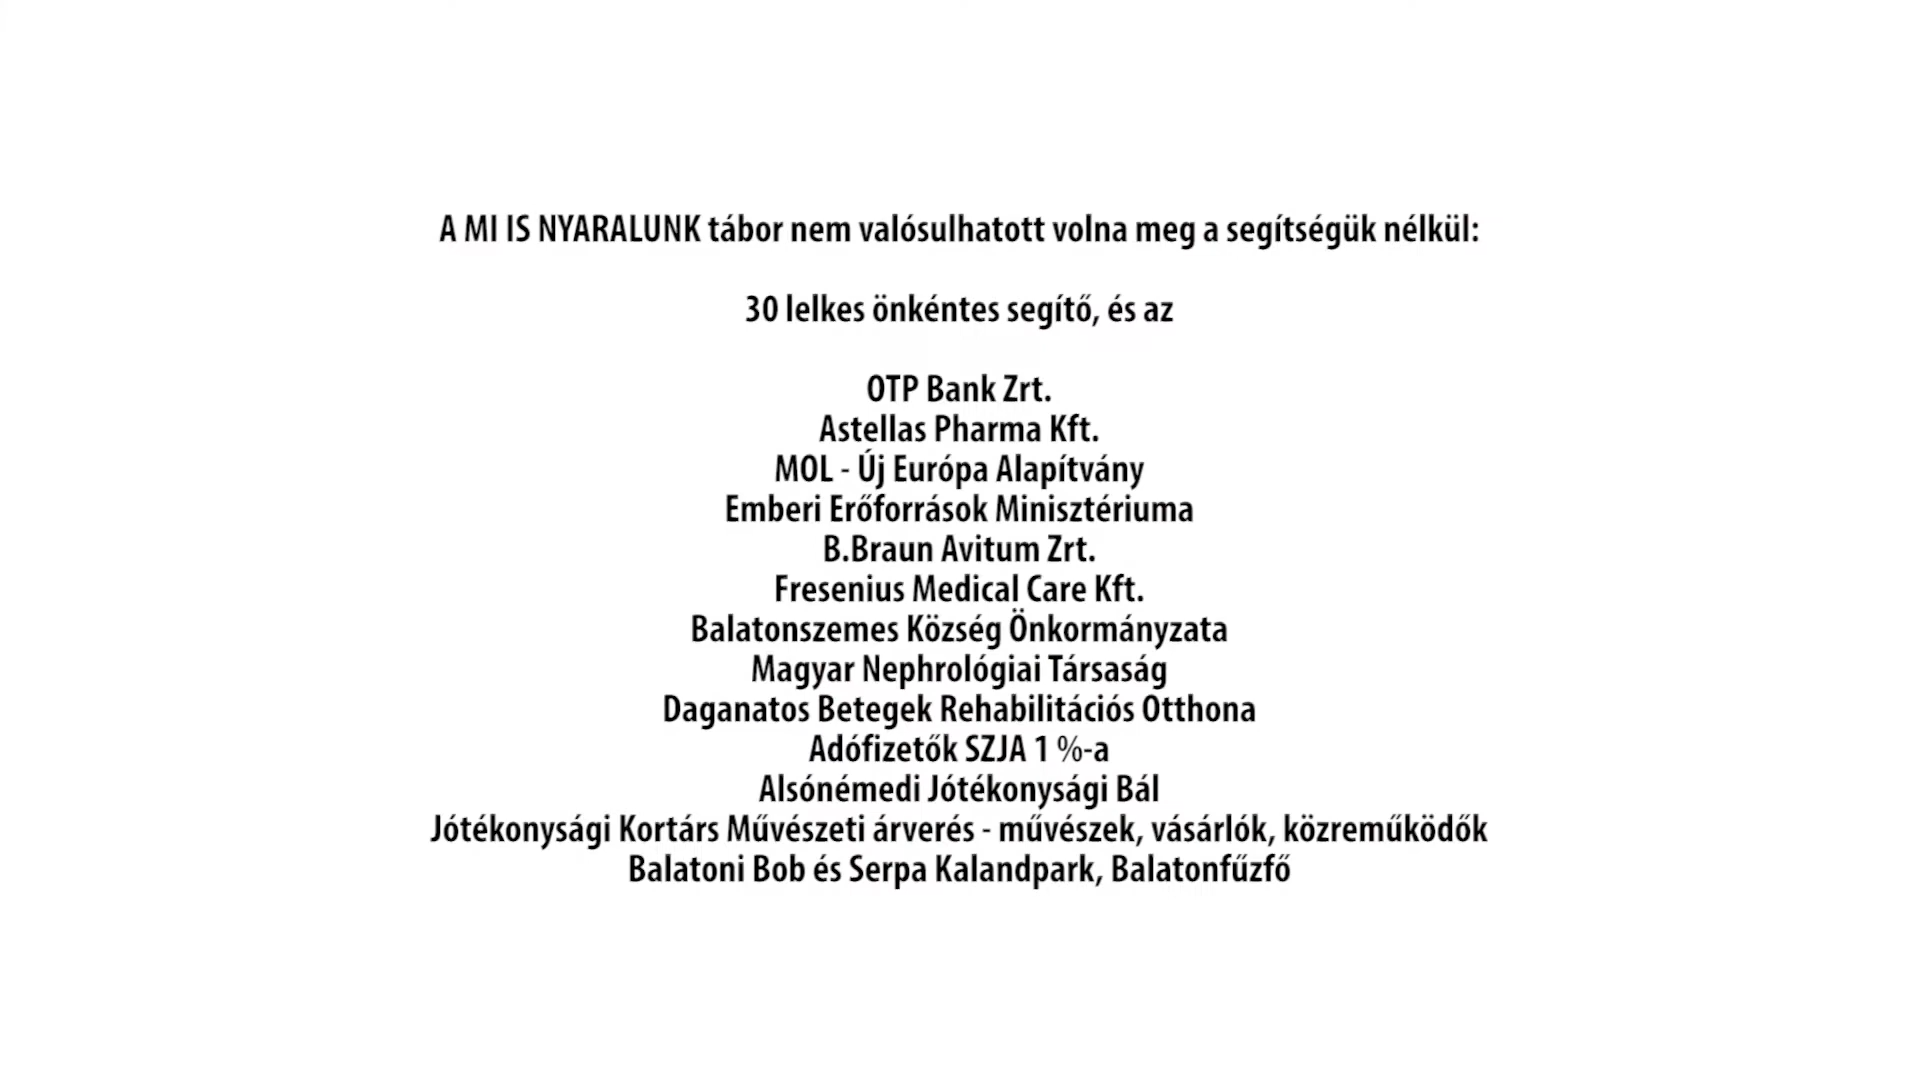 A MI IS NYARALUNK tábor nem valósulhatott volna meg a segítségük nélkül:
30 lelkes önkéntes segítő, és az
OTP Bank Zrt.
Astellas Pharma Kft.
MOL - Új Európa Alapítvány
Emberi Erőforrások Minisztériuma
B.Braun Avitum Zrt.
Fresenius Medical Care Kft.
Balatonszemes Község Önkormányzata
Magyar Nephrológiai Társaság
Daganatos Betegek Rehabilitációs Otthona
Adófizetők SZJA 1 %-a
Alsónémedi Jótékonysági Bál
Jótékonysági Kortárs Művészeti árverés - művészek, vásárlók, közreműködők
Balatoni Bob és Serpa Kalandpark, Balatonfűzfő